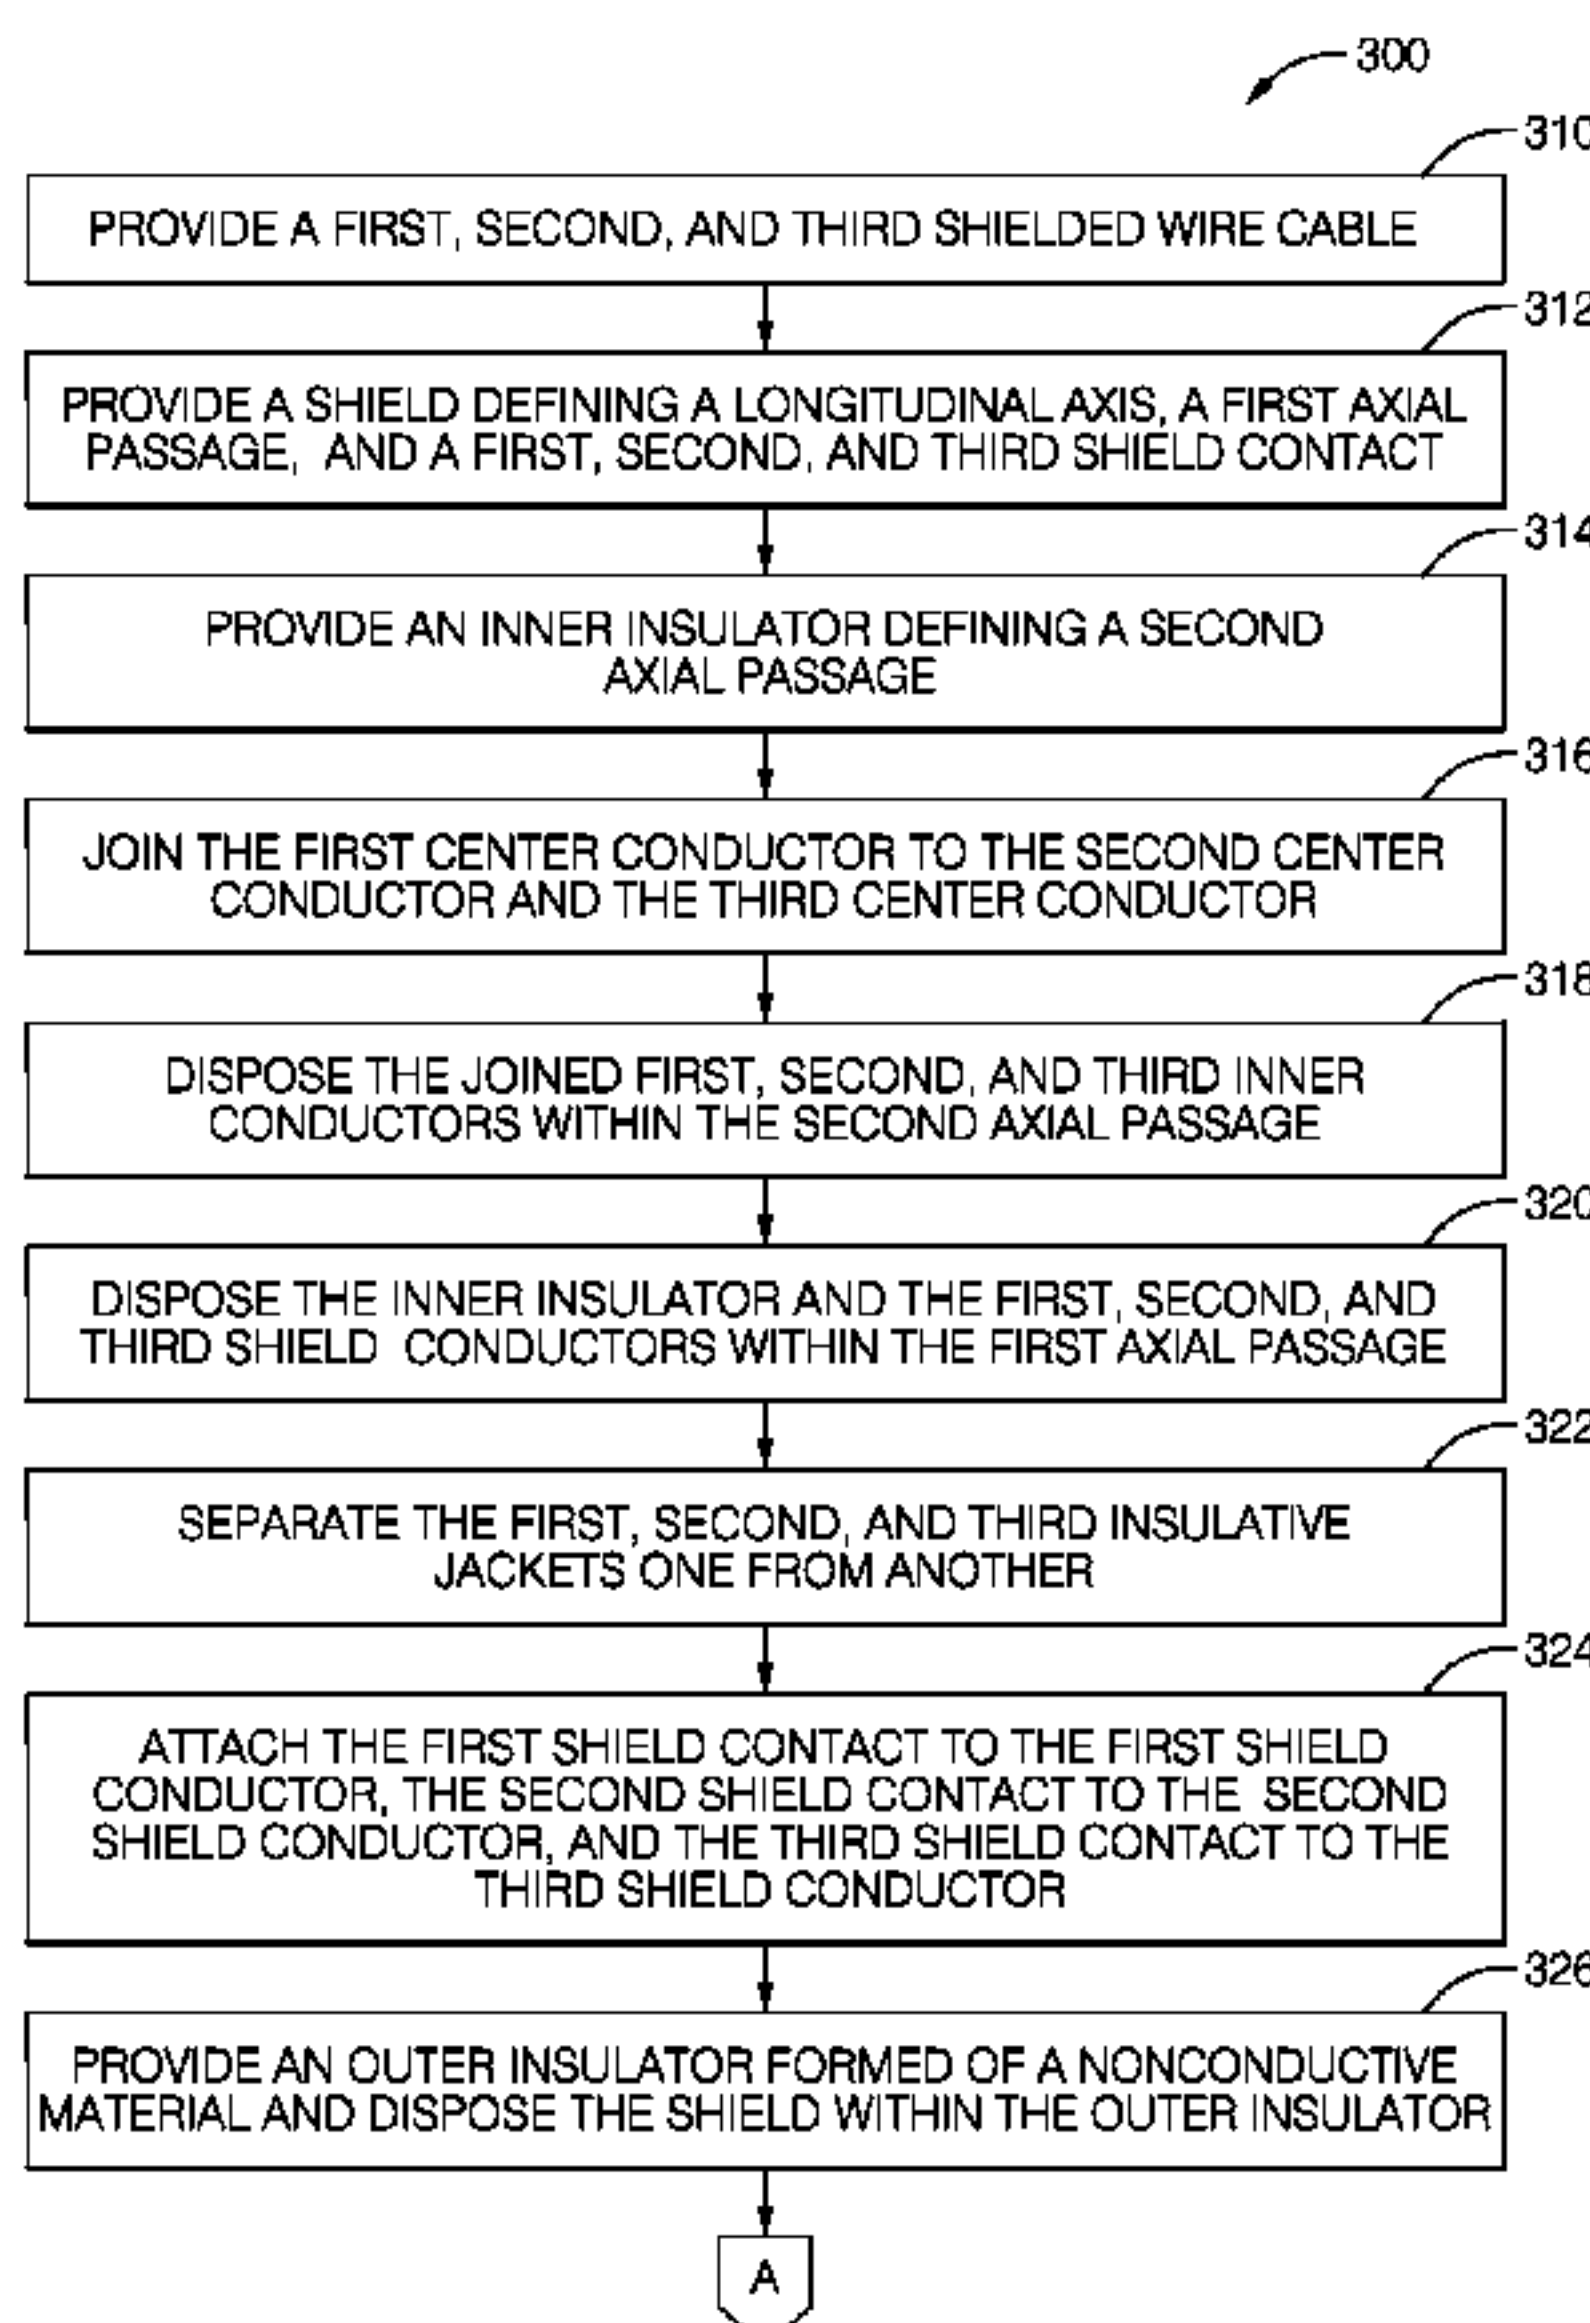 300
310
PROVIDE A FIRST, SECOND, AND THIRD SHIELDED WIRE CABLE
312
PROVIDE A SHIELD DEFINING A LONGITUDINAL AXIS, A FIRST AXIAL
PASSAGE, AND A FIRST, SECOND, AND THIRD SHIELD CONTACT
314
PROVIDE AN INNER INSULATOR DEFINING A SECOND
AXIAL PASSAGE
316
JOIN THE FIRST CENTER CONDUCTOR TO THE SECOND CENTER
CONDUCTOR AND THE THIRD CENTER CONDUCTOR
318
DISPOSE THE JOINED FIRST, SECOND, AND THIRD INNER
CONDUCTORS WITHIN THE SECOND AXIAL PASSAGE
320
DISPOSE THE INNER INSULATOR AND THE FIRST, SECOND, AND
THIRD SHIELD CONDUCTORS WITHIN THE FIRST AXIAL PASSAGE
322
SEPARATE THE FIRST, SECOND, AND THIRD INSULATIVE
JACKETS ONE FROM ANOTHER
324
ATTACH THE FIRST SHIELD CONTACT TO THE FIRST SHIELD
CONDUCTOR, THE SECOND SHIELD CONTACT TO THE SECOND
SHIELD CONDUCTOR, AND THE THIRD SHIELD CONTACT TO THE
THIRD SHIELD CONDUCTOR
326
PROVIDE AN OUTER INSULATOR FORMED OF A NONCONDUCTIVE
MATERIAL AND DISPOSE THE SHIELD WITHIN THE OUTER INSULATOR
A